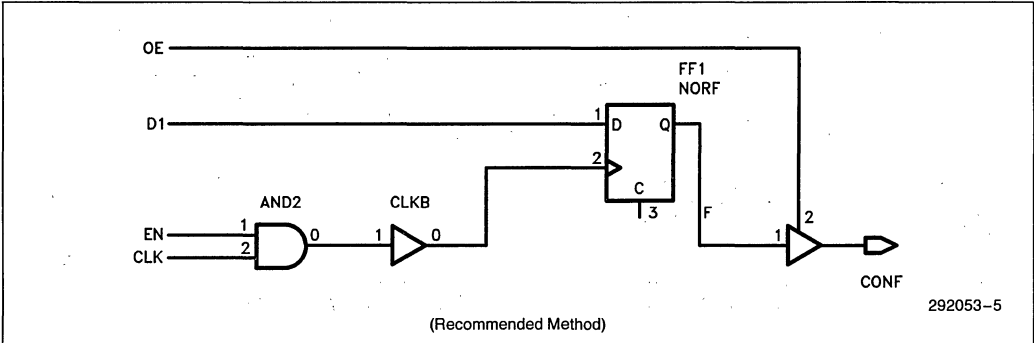 OE
FF1
NORF
D1
1
D
Q
2
C
3
AND2
CLKB
F
2
EN
1
0
1
0
1
CLK
2
CONF
292053-5
(Recommended Method)